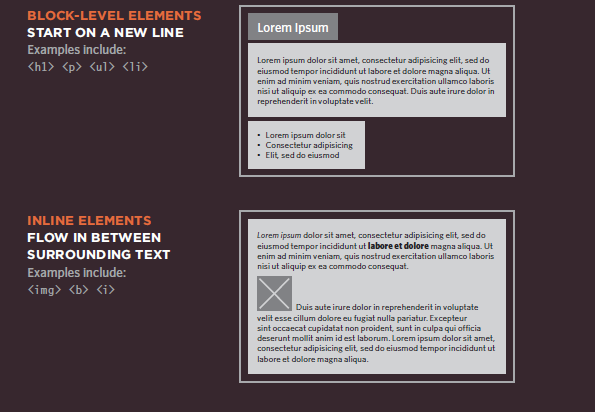 BLOCK-LEVEL ELEMENTS
START ON A NEW LINE
Examples include:
<h1> <p> <ul> <li>
Lorem Ipsum
Lorem ipsum dolor sit amet, consectetur adipisicing elit, sed do
eiusmod tempor incididunt ut labore et dolore magna aliqua. Ut
enim ad minim veniam, quis nostrud exercitation ullamco laboris
nisi ut aliquip ex ea commodo consequat. Duis aute irure dolor in
reprehenderit in voluptate velit.
• Lorem ipsum dolor sit
• Consectetur adipisicing
• Elit, sed do eiusmod
INLINE ELEMENTS
FLOW IN BETWEEN
SURROUNDING TEXT
Examples include:
<img> <b> <i>
Lorem ipsum dolor sit amet, consectetur adipisicing elit, sed do
eiusmod tempor incididunt ut labore et dolore magna aliqua. Ut
enim ad minim veniam, quis nostrud exercitation ullamco laboris
nisi ut aliquip ex ea commodo consequat.
Duis aute irure dolor in reprehenderit in voluptate
velit esse cillum dolore eu fugiat nulla pariatur. Excepteur
sint occaecat cupidatat non proident, sunt in culpa qui officia
deserunt mollit anim id est laborum. Lorem ipsum dolor sit amet,
consectetur adipisicing elit, sed do eiusmod tempor incididunt ut
labore et dolore magna aliqua.